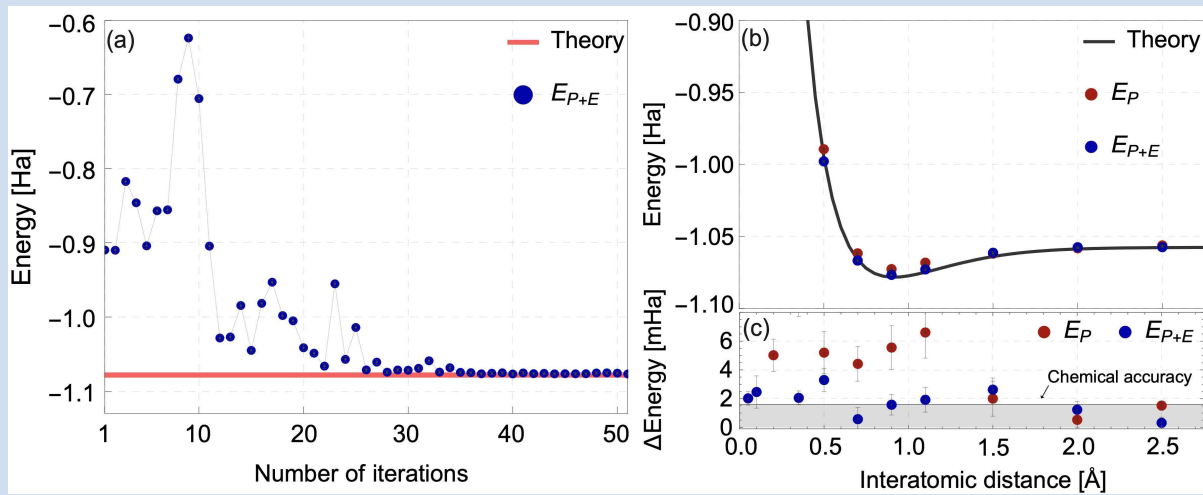 (a)
Theory
E_{P+E}
Energy [Ha]
−0.6
−0.7
−0.8
−0.9
−1.0
−1.1
1 10 20 30 40 50
Number of iterations
(b)
Theory
E_P
E_{P+E}
Energy [Ha]
−0.90
−0.95
−1.00
−1.05
−1.10
(c)
E_P E_{P+E}
Chemical accuracy
ΔEnergy [mHa]
6
4
2
0
0.0 0.5 1.0 1.5 2.0 2.5
Interatomic distance [Å]